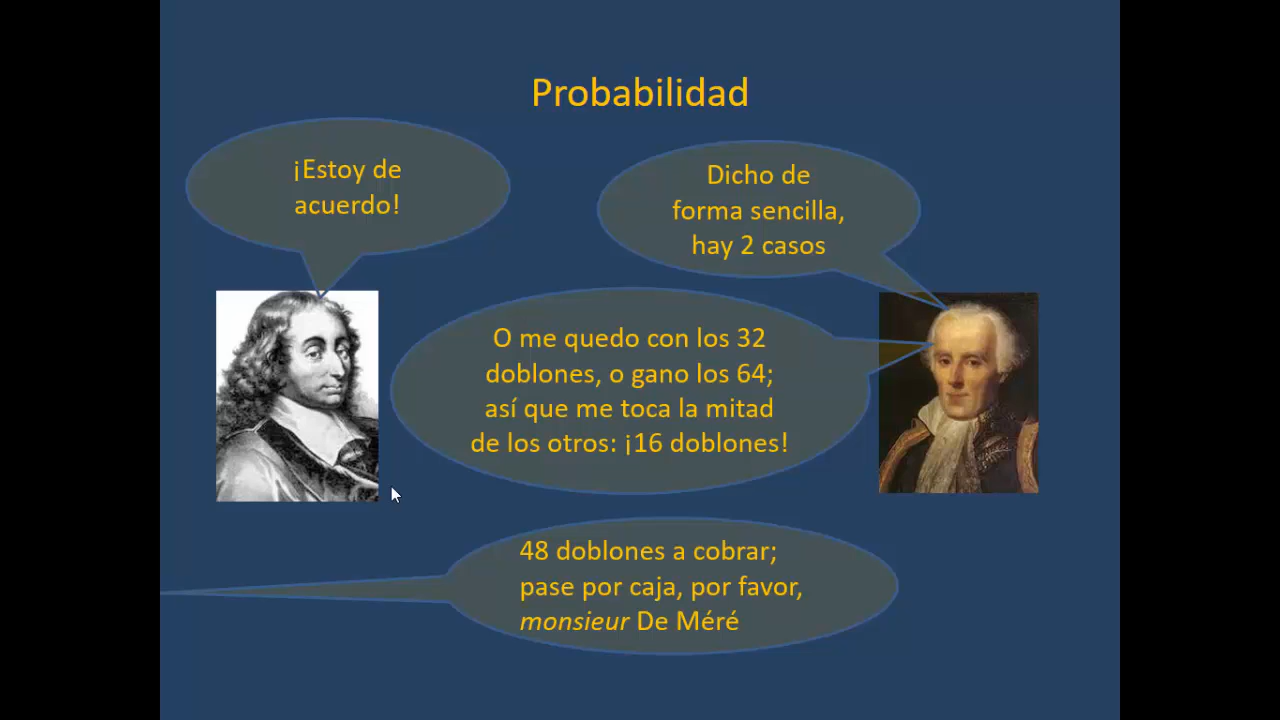 Probabilidad
¡Estoy de
acuerdo!
Dicho de
forma sencilla,
hay 2 casos
O me quedo con los 32
doblones, o gano los 64;
así que me toca la mitad
de los otros: ¡16 doblones!
48 doblones a cobrar;
pase por caja, por favor,
monsieur De Méré